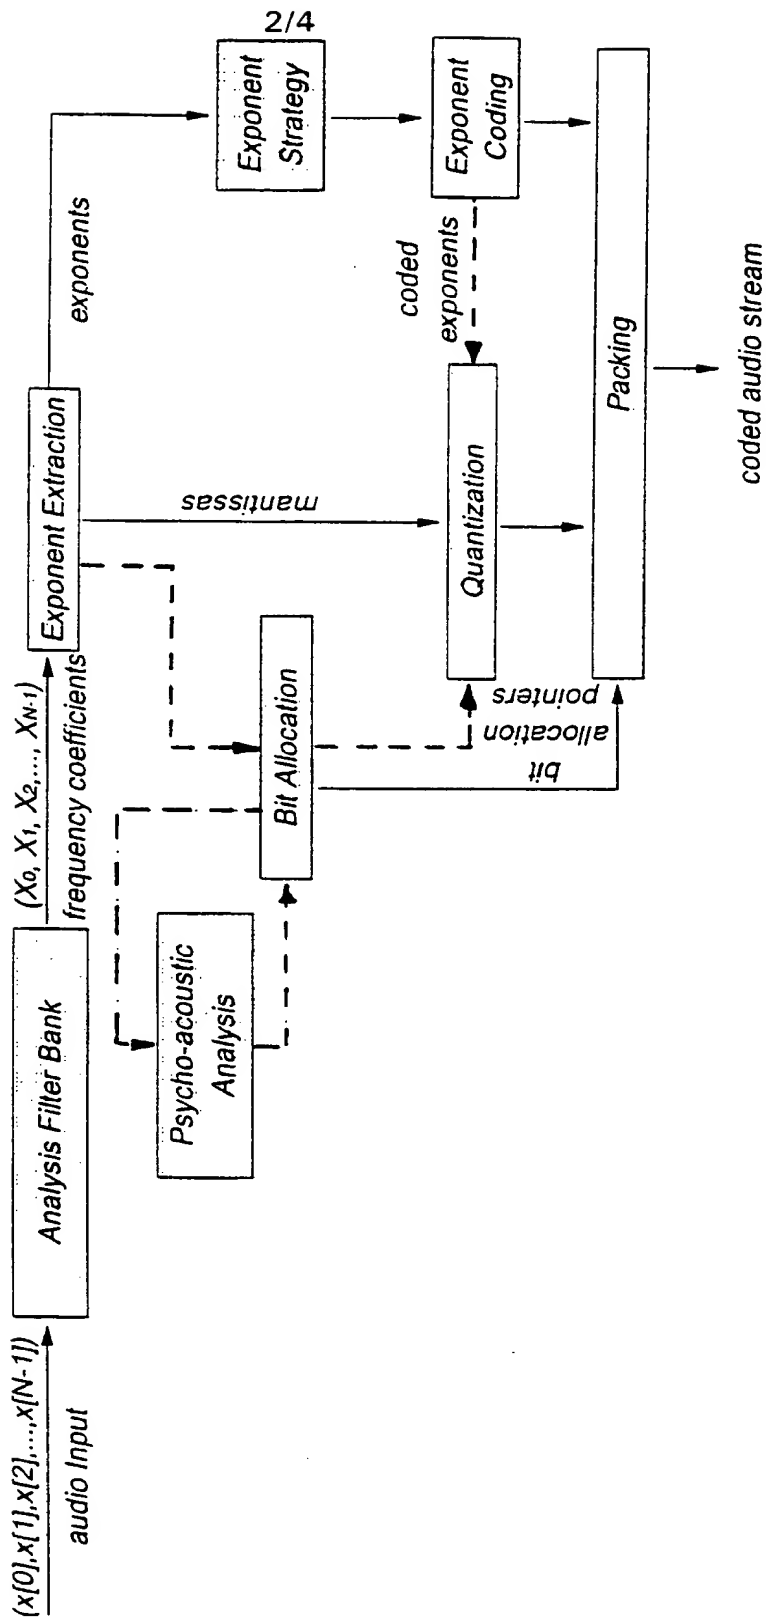 2/4
(x[0],x[1],x[2],...,x[N-1])
audio Input
Analysis Filter Bank
(X0, X1, X2,..., XN-1)
frequency coefficients
Exponent Extraction
exponents
Exponent
Strategy
Exponent
Coding
coded
exponents
mantissas
Psycho-acoustic
Analysis
Bit Allocation
bit
allocation
pointers
Quantization
Packing
coded audio stream